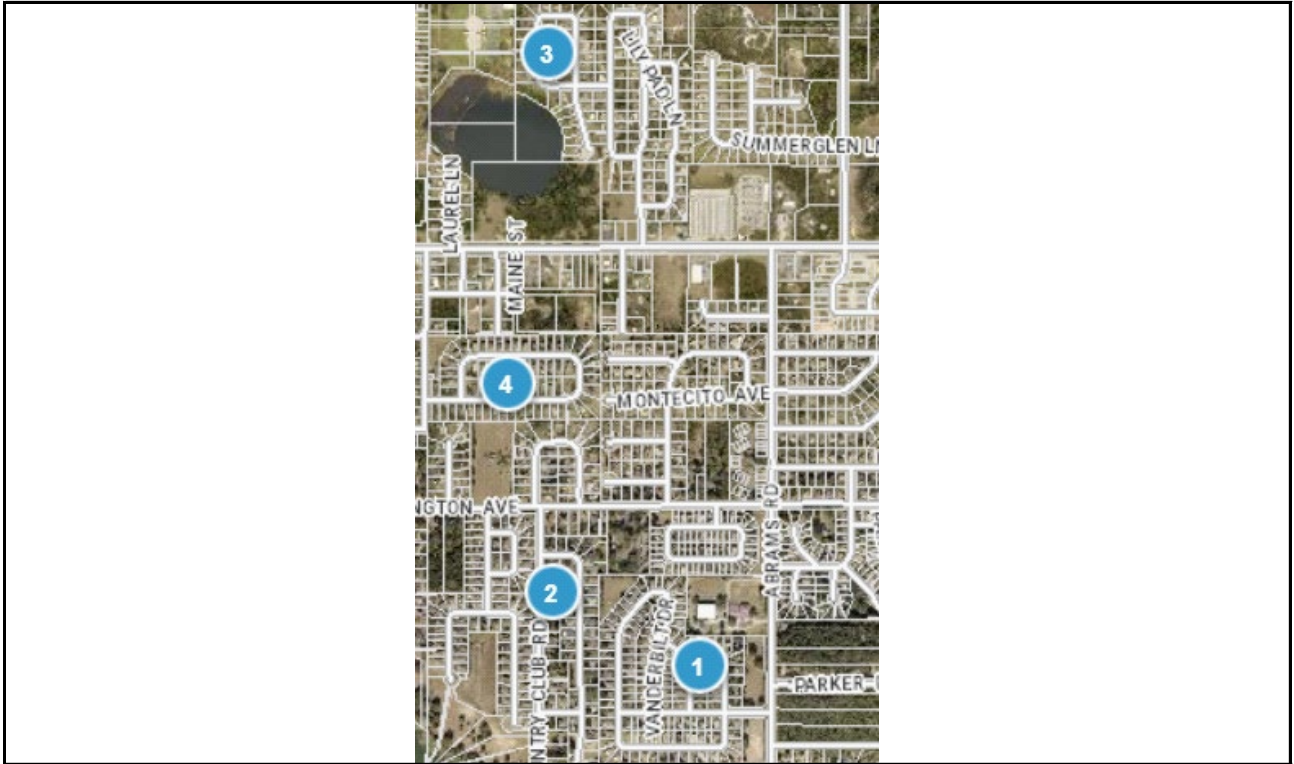 3
LILY PAD LN
SUMMERGLEN LN
LAUREL LN
MAINE ST
4
MONTECITO AVE
NGTON AVE
ABRAMS RD
2
VANDERBILT DR
1
NTRY CLUB RD
PARKER